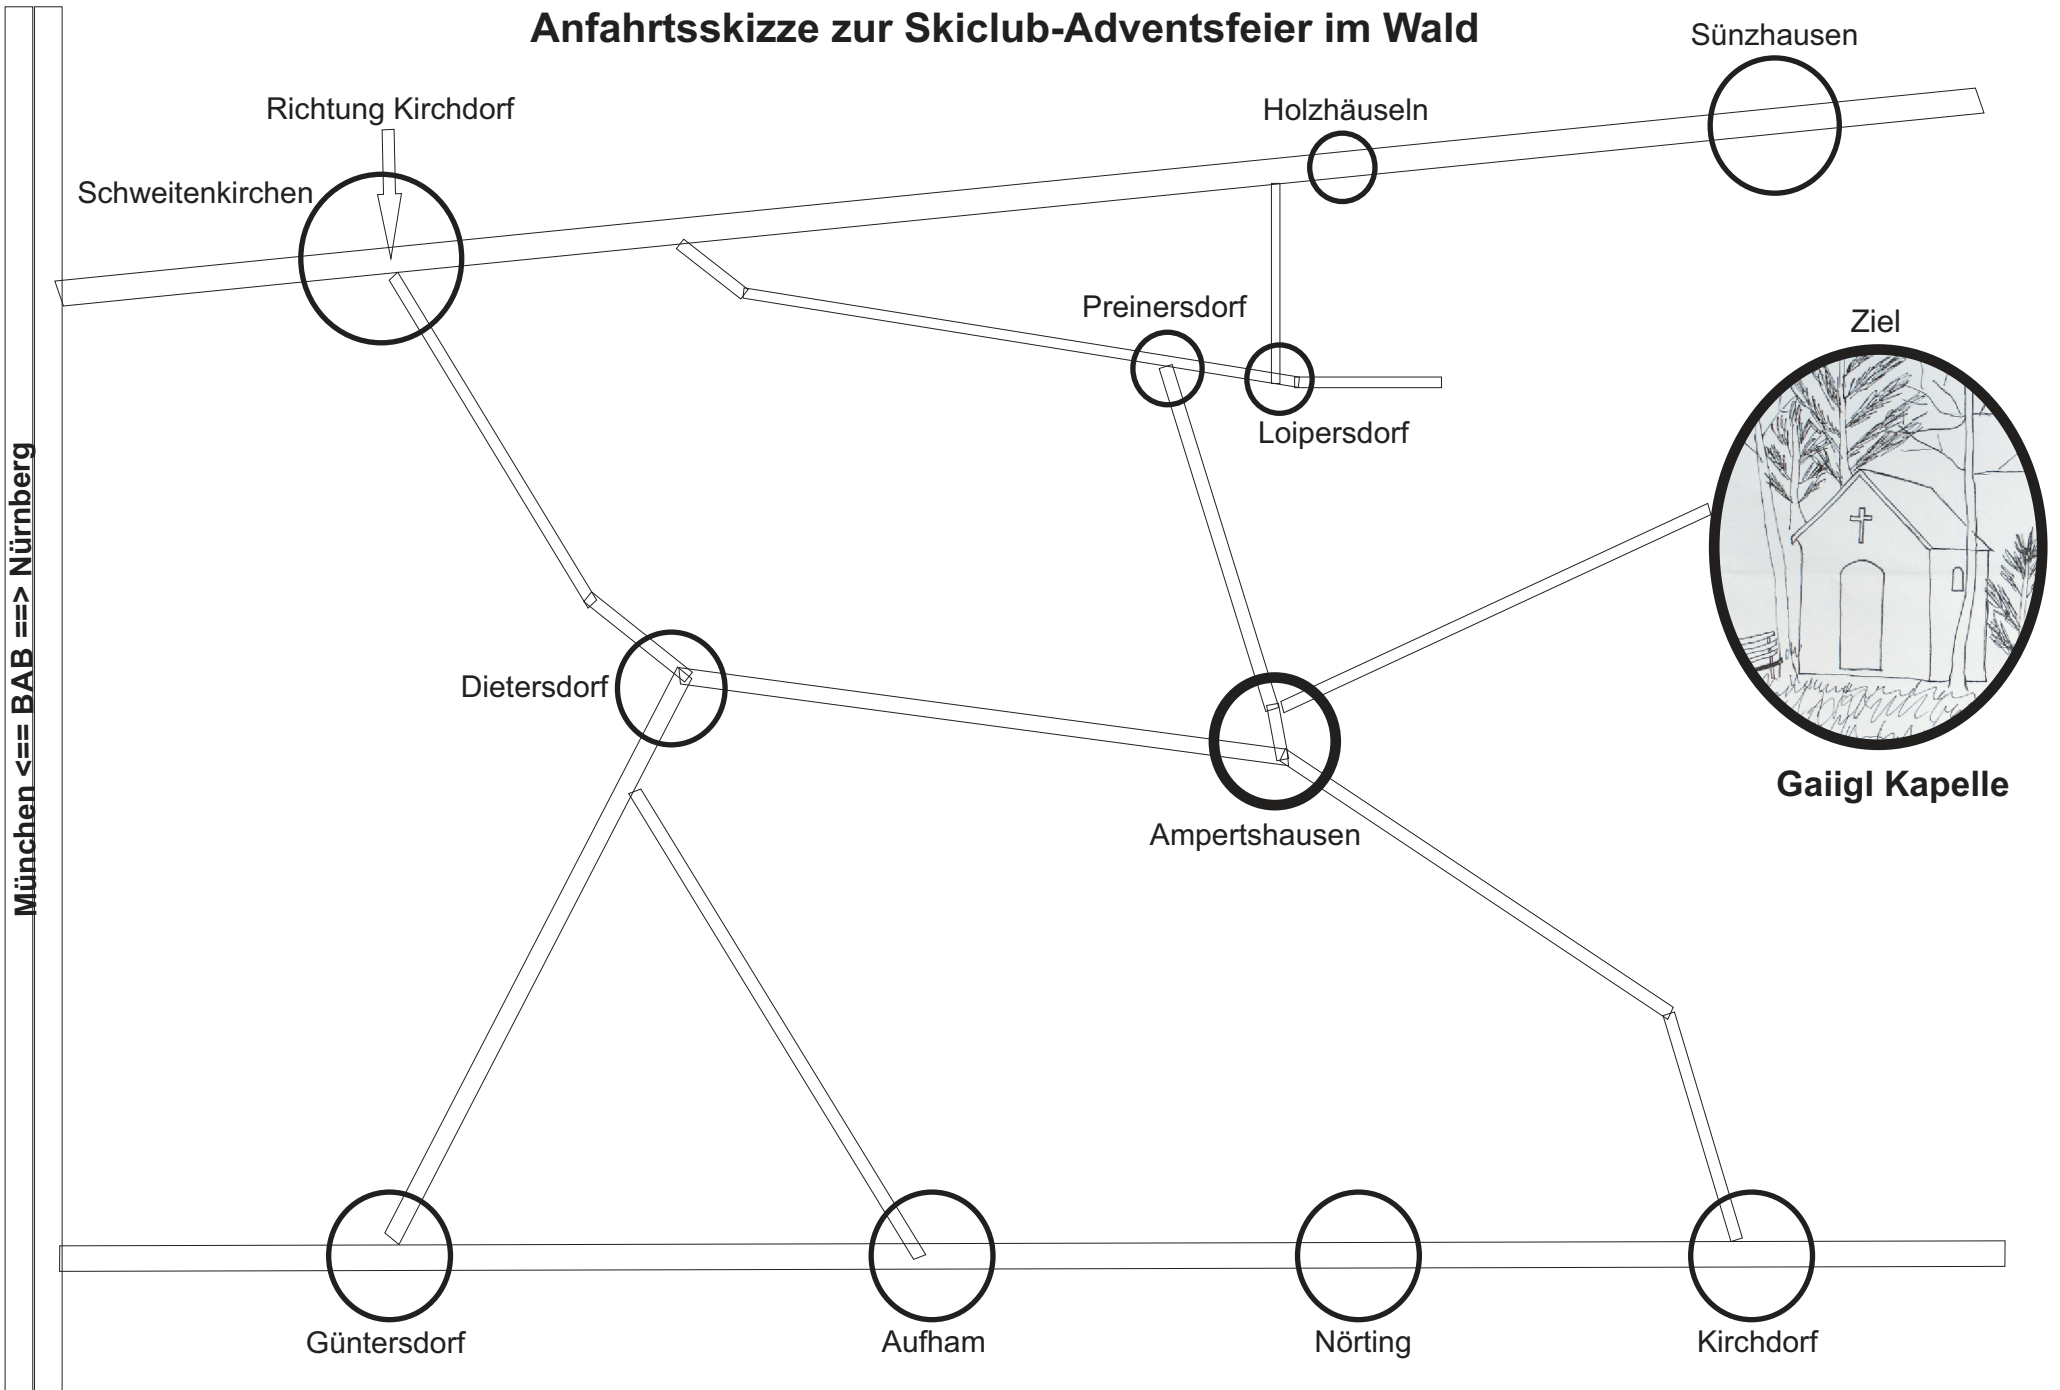 Anfahrtsskizze zur Skiclub-Adventsfeier im Wald
Sünzhausen
Richtung Kirchdorf
Holzhäuseln
Schweitenkirchen
Preinersdorf
Ziel
Loipersdorf
München <== BAB ==> Nürnberg
Dietersdorf
Gaiigl Kapelle
Ampertshausen
Güntersdorf
Aufham
Nörting
Kirchdorf